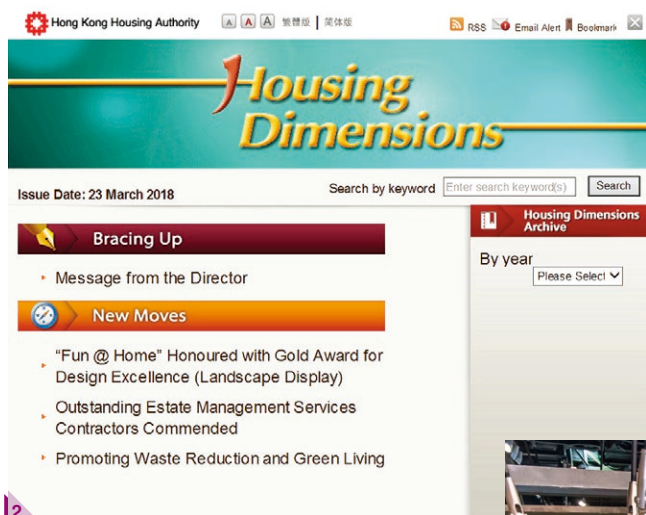 Hong Kong Housing Authority A A A 繁體版 | 简体版 RSS Email Alert Bookmark
Housing
Dimensions
Issue Date: 23 March 2018 Search by keyword Enter search keyword(s) Search
Housing Dimensions
Archive
Bracing Up
By year
Please Select
Message from the Director
New Moves
“Fun @ Home” Honoured with Gold Award for
Design Excellence (Landscape Display)
Outstanding Estate Management Services
Contractors Commended
Promoting Waste Reduction and Green Living
2